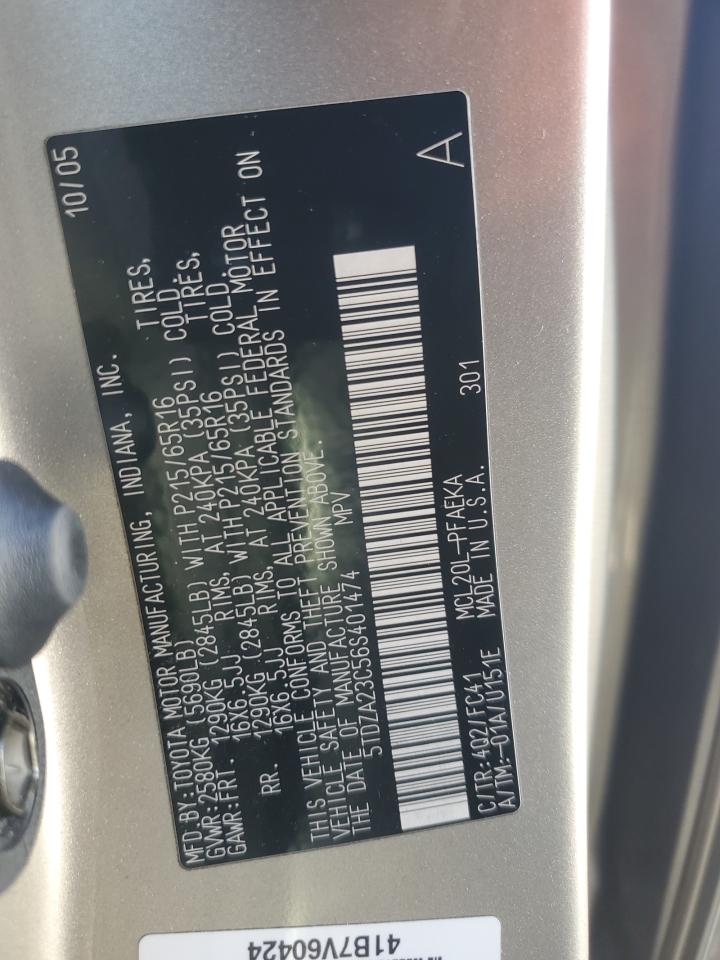 MFD.BY:TOYOTA MOTOR MANUFACTURING, INDIANA, INC. 10/05
GVWR:2580KG (5690LB)
GAWR:FRT. 1290KG (2845LB) WITH P215/65R16 TIRES,
16X6.5JJ RIMS, AT 240KPA (35PSI) COLD
RR. 1290KG (2845LB) WITH P215/65R16 TIRES,
16X6.5JJ RIMS, AT 240KPA (35PSI) COLD.
THIS VEHICLE CONFORMS TO ALL APPLICABLE FEDERAL MOTOR
VEHICLE SAFETY AND THEFT PREVENTION STANDARDS IN EFFECT ON
THE DATE OF MANUFACTURE SHOWN ABOVE.
5TDZA23C56S401474 MPV
A
C/TR:4Q2/FC41 MCL20L-PFAEKA 301
A/TM:-01A/U151E MADE IN U.S.A.
41B7V60424